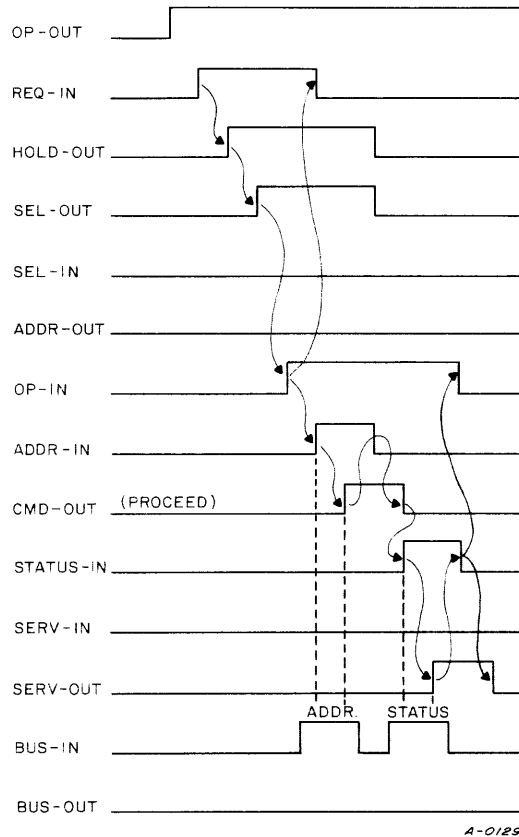 OP-OUT
REQ-IN
HOLD-OUT
SEL-OUT
SEL-IN
ADDR-OUT
OP-IN
ADDR-IN
CMD-OUT (PROCEED)
STATUS-IN
SERV-IN
SERV-OUT
ADDR. STATUS
BUS-IN
BUS-OUT
A-0129